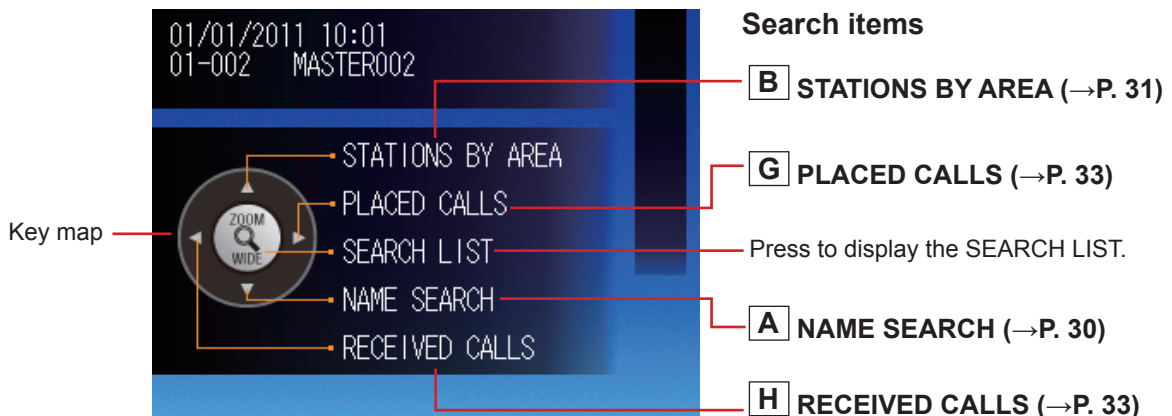 01/01/2011 10:01
01-002 MASTER002
STATIONS BY AREA
PLACED CALLS
SEARCH LIST
NAME SEARCH
RECEIVED CALLS
ZOOM
WIDE
Key map
Search items
B STATIONS BY AREA (→P. 31)
G PLACED CALLS (→P. 33)
Press to display the SEARCH LIST.
A NAME SEARCH (→P. 30)
H RECEIVED CALLS (→P. 33)